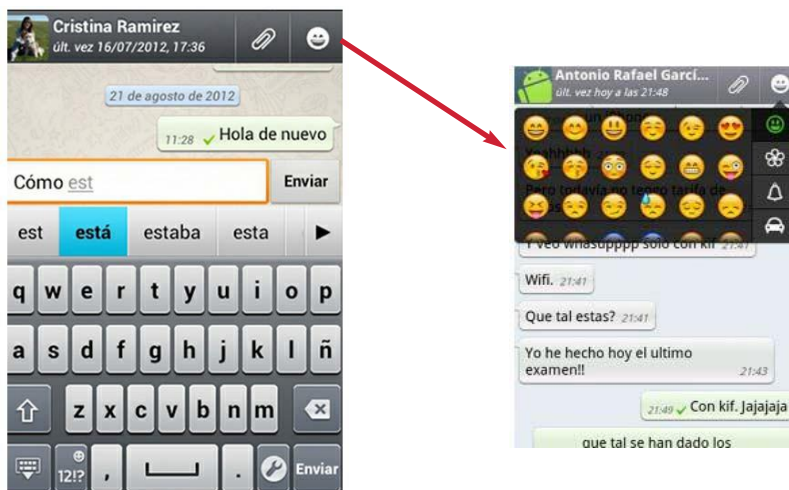 Cristina Ramirez
últ. vez 16/07/2012, 17:36
21 de agosto de 2012
11:28 Hola de nuevo
Cómo est
Enviar
est está estaba esta
q w e r t y u i o p
a s d f g h j k l ñ
z x c v b n m
12!? , . Enviar
Antonio Rafael Garcí...
últ. vez hoy a las 21:48
Yeahhhhh
Pero todavía no tengo tarifa de
Y veo whasupppp solo con kif 21:41
Wifi. 21:41
Que tal estas? 21:41
Yo he hecho hoy el ultimo
examen!! 21:43
21:49 Con kif. Jajajaja
que tal se han dado los